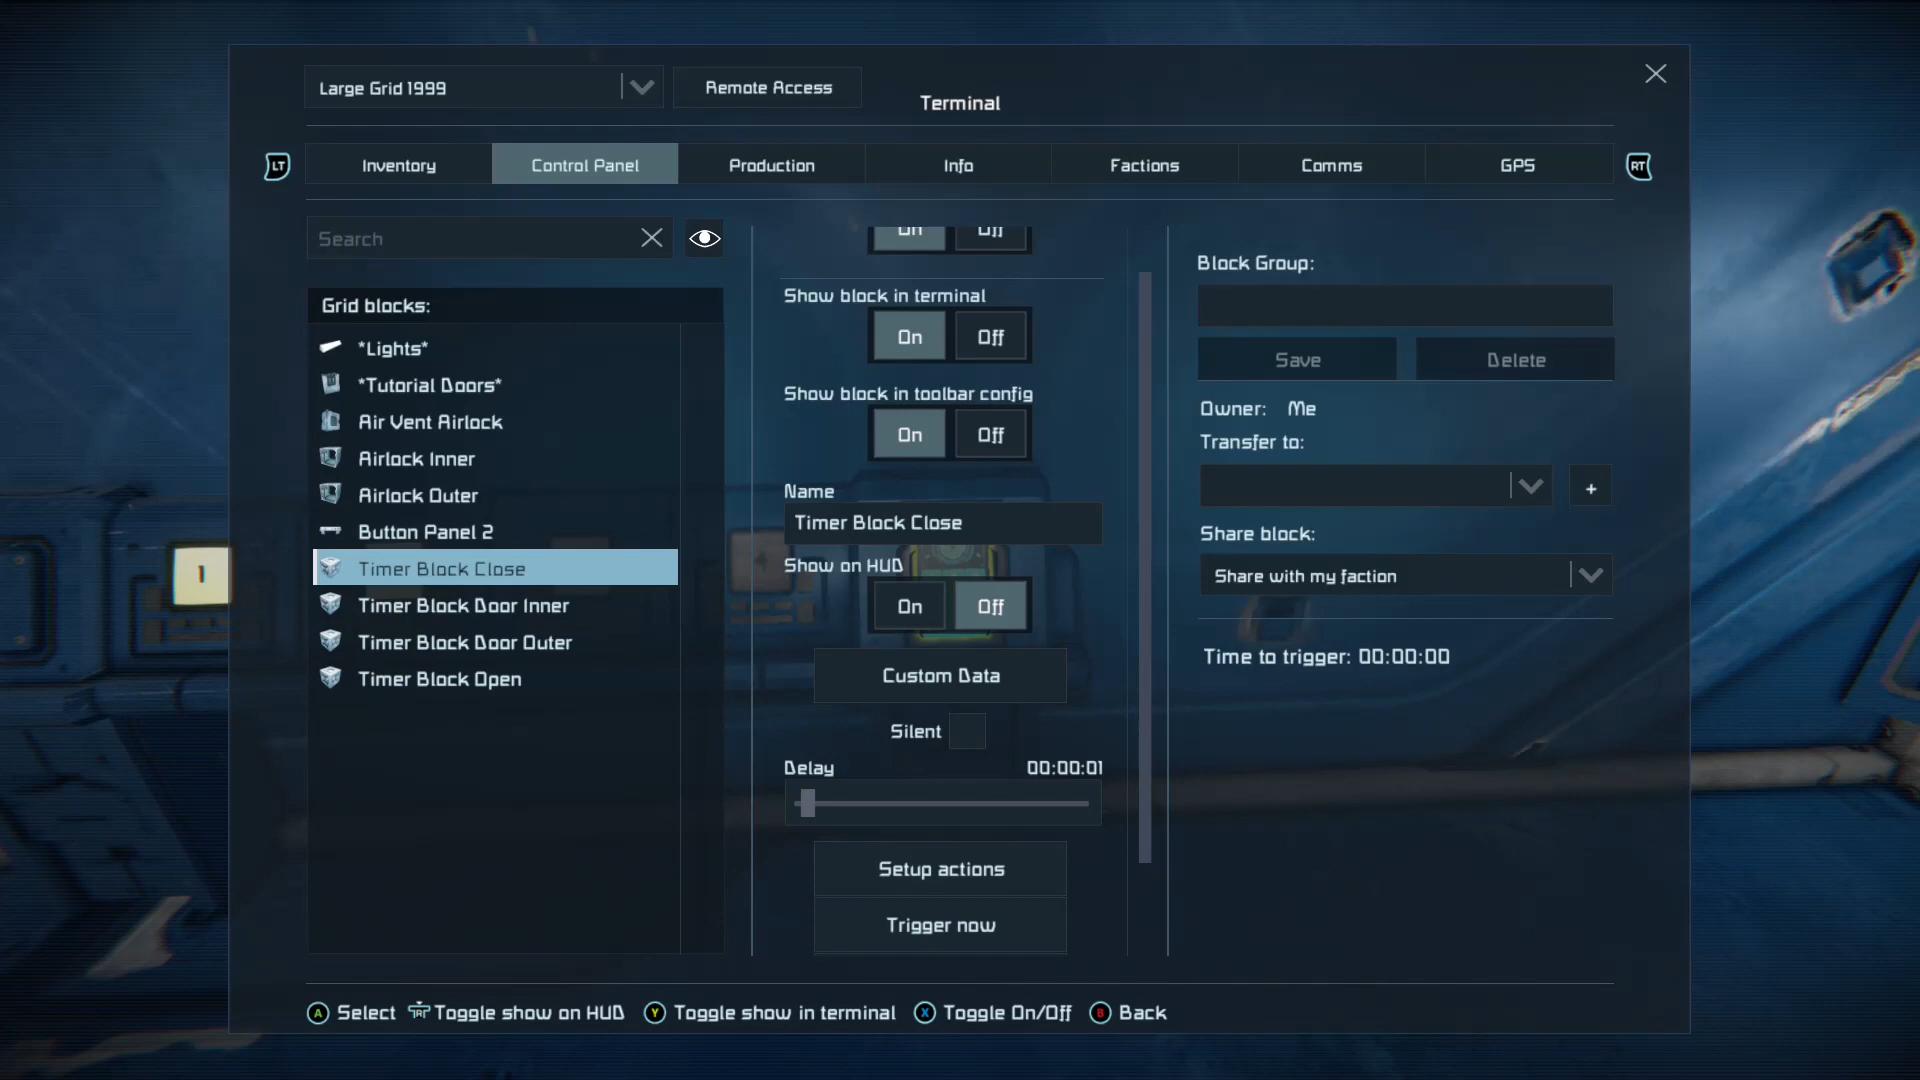 Large Grid 1999
Remote Access
Terminal
LT
Inventory
Control Panel
Production
Info
Factions
Comms
GPS
RT
Search
Grid blocks:
*Lights*
*Tutorial Doors*
Air Vent Airlock
Airlock Inner
Airlock Outer
Button Panel 2
Timer Block Close
Timer Block Door Inner
Timer Block Door Outer
Timer Block Open
1
On Off
Show block in terminal
On Off
Show block in toolbar config
On Off
Name
Timer Block Close
Show on HUD
On Off
Custom Data
Silent
Delay 00:00:01
Setup actions
Trigger now
Block Group:
Save Delete
Owner: Me
Transfer to:
+
Share block:
Share with my faction
Time to trigger: 00:00:00
A Select Toggle show on HUD Y Toggle show in terminal X Toggle On/Off B Back